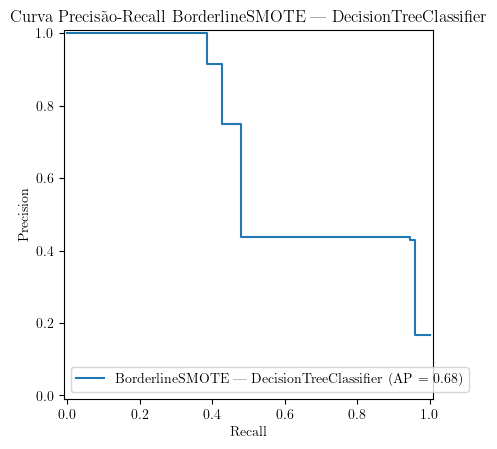 Curva Precisão-Recall BorderlineSMOTE — DecisionTreeClassifier
1.0
0.8
0.6
0.4
0.2
0.0
Precision
BorderlineSMOTE — DecisionTreeClassifier (AP = 0.68)
0.0 0.2 0.4 0.6 0.8 1.0
Recall